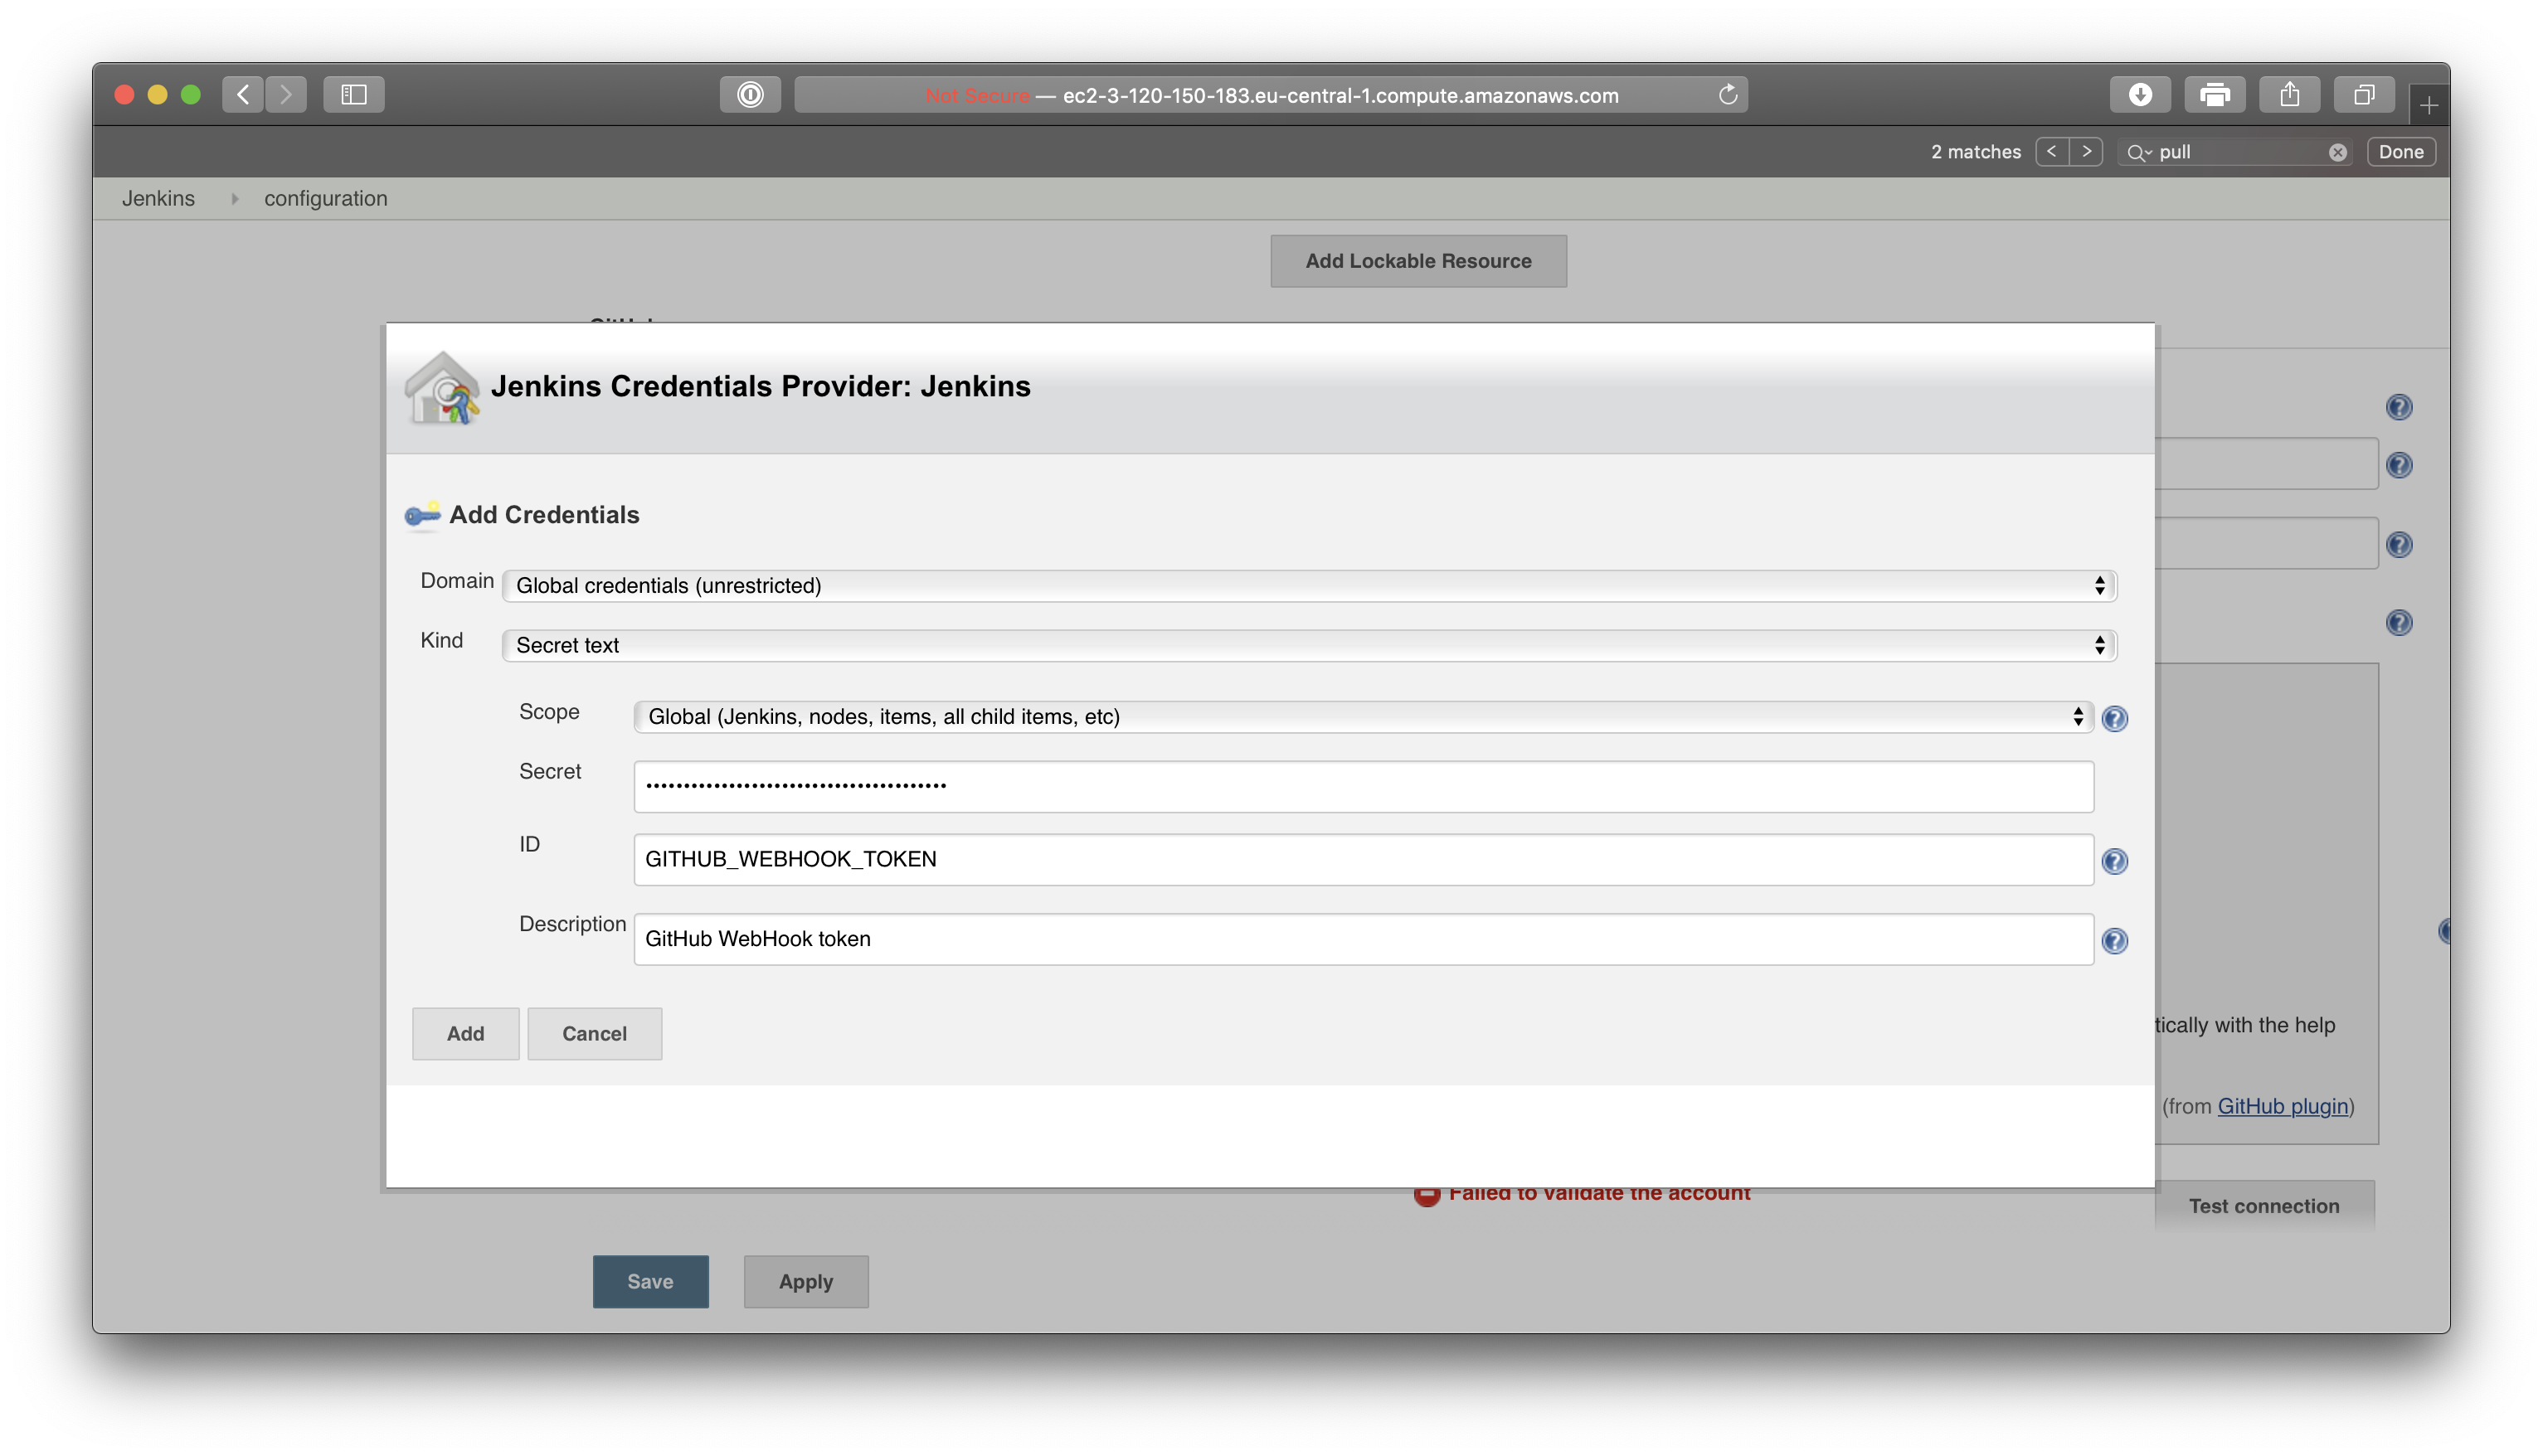 Not Secure — ec2-3-120-150-183.eu-central-1.compute.amazonaws.com
2 matches
pull
Done
Jenkins
configuration
Add Lockable Resource
GitHub
Jenkins Credentials Provider: Jenkins
Add Credentials
Domain Global credentials (unrestricted)
Kind Secret text
Scope Global (Jenkins, nodes, items, all child items, etc)
Secret ••••••••••••••••••••••••••••••••••••••••
ID GITHUB_WEBHOOK_TOKEN
Description GitHub WebHook token
Add Cancel
tically with the help
(from GitHub plugin)
Failed to validate the account
Test connection
Save Apply